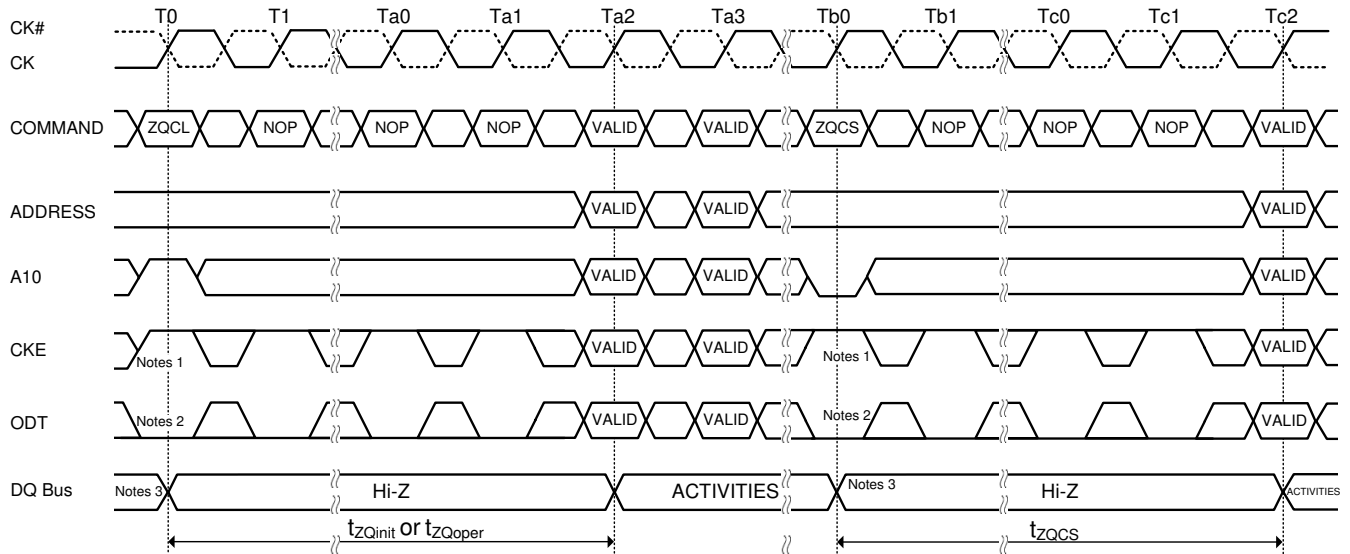 T0 T1 Ta0 Ta1 Ta2 Ta3 Tb0 Tb1 Tc0 Tc1 Tc2
CK#
CK
COMMAND ZQCL NOP NOP NOP VALID VALID ZQCS NOP NOP NOP VALID
ADDRESS VALID VALID VALID
A10 VALID VALID VALID
CKE Notes 1 VALID VALID Notes 1 VALID
ODT Notes 2 VALID VALID Notes 2 VALID
DQ Bus Notes 3 Hi-Z ACTIVITIES Notes 3 Hi-Z ACTIVITIES
tZQinit or tZQoper tZQCS